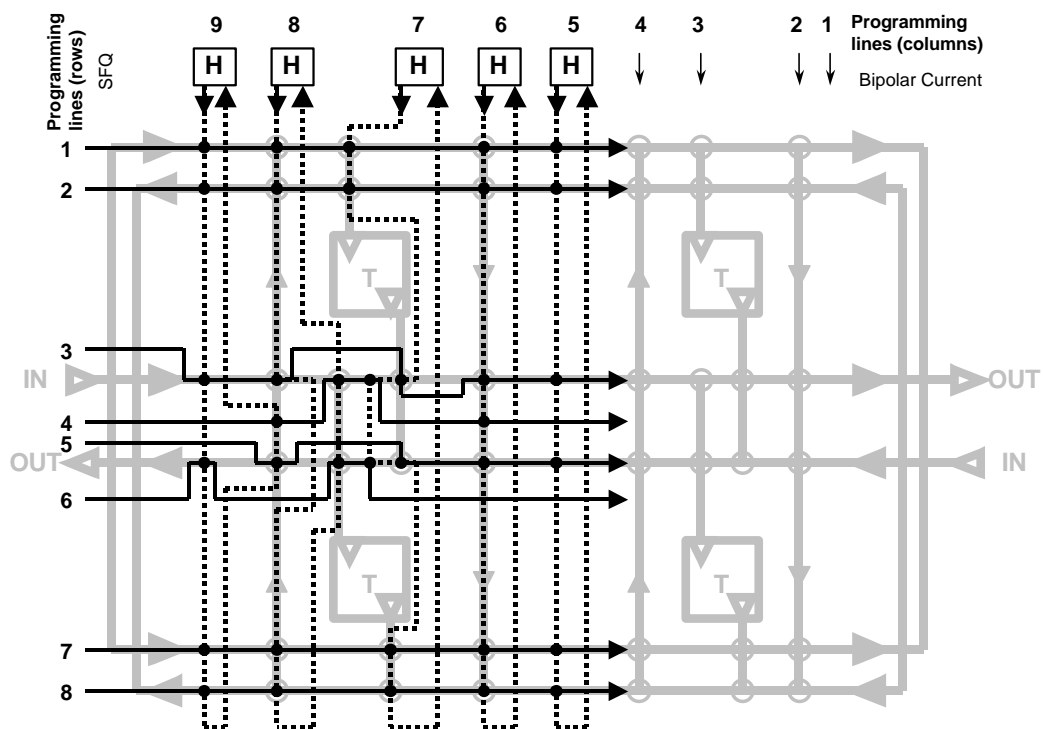 Programming
lines (rows)
SFQ
9 8 7 6 5 4 3 2 1
Programming
lines (columns)
H H H H H
Bipolar Current
1
2
T T
3
IN OUT
4
5
OUT IN
6
T T
7
8